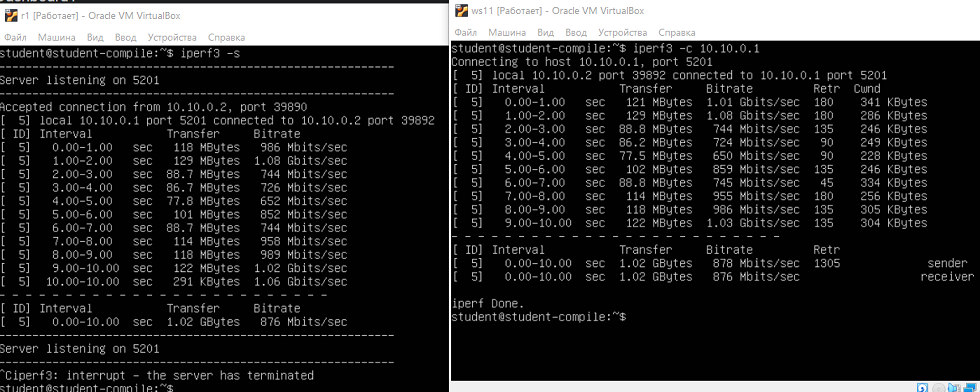 r1 [Работает] - Oracle VM VirtualBox
Файл Машина Вид Ввод Устройства Справка
student@student-compile:~$ iperf3 -s
-----------------------------------------------------------
Server listening on 5201
-----------------------------------------------------------
Accepted connection from 10.10.0.2, port 39890
[  5] local 10.10.0.1 port 5201 connected to 10.10.0.2 port 39892
[ ID] Interval           Transfer     Bitrate
[  5]   0.00-1.00   sec   118 MBytes   986 Mbits/sec
[  5]   1.00-2.00   sec   129 MBytes  1.08 Gbits/sec
[  5]   2.00-3.00   sec  88.7 MBytes   744 Mbits/sec
[  5]   3.00-4.00   sec  86.7 MBytes   726 Mbits/sec
[  5]   4.00-5.00   sec  77.8 MBytes   652 Mbits/sec
[  5]   5.00-6.00   sec   101 MBytes   852 Mbits/sec
[  5]   6.00-7.00   sec  88.7 MBytes   744 Mbits/sec
[  5]   7.00-8.00   sec   114 MBytes   958 Mbits/sec
[  5]   8.00-9.00   sec   118 MBytes   989 Mbits/sec
[  5]   9.00-10.00  sec   122 MBytes  1.02 Gbits/sec
[  5]  10.00-10.00  sec   291 KBytes  1.06 Gbits/sec
- - - - - - - - - - - - - - - - - - - - - - - - -
[ ID] Interval           Transfer     Bitrate
[  5]   0.00-10.00  sec  1.02 GBytes   876 Mbits/sec
-----------------------------------------------------------
Server listening on 5201
-----------------------------------------------------------
^Ciperf3: interrupt - the server has terminated
student@student-compile:~$
ws11 [Работает] - Oracle VM VirtualBox
Файл Машина Вид Ввод Устройства Справка
student@student-compile:~$ iperf3 -c 10.10.0.1
Connecting to host 10.10.0.1, port 5201
[  5] local 10.10.0.2 port 39892 connected to 10.10.0.1 port 5201
[ ID] Interval           Transfer     Bitrate         Retr  Cwnd
[  5]   0.00-1.00   sec   121 MBytes  1.01 Gbits/sec  180    341 KBytes
[  5]   1.00-2.00   sec   129 MBytes  1.08 Gbits/sec  180    286 KBytes
[  5]   2.00-3.00   sec  88.8 MBytes   744 Mbits/sec  135    246 KBytes
[  5]   3.00-4.00   sec  86.2 MBytes   724 Mbits/sec   90    249 KBytes
[  5]   4.00-5.00   sec  77.5 MBytes   650 Mbits/sec   90    228 KBytes
[  5]   5.00-6.00   sec   102 MBytes   859 Mbits/sec  135    246 KBytes
[  5]   6.00-7.00   sec  88.8 MBytes   745 Mbits/sec   45    334 KBytes
[  5]   7.00-8.00   sec   114 MBytes   955 Mbits/sec  180    256 KBytes
[  5]   8.00-9.00   sec   118 MBytes   986 Mbits/sec  135    305 KBytes
[  5]   9.00-10.00  sec   122 MBytes  1.03 Gbits/sec  135    304 KBytes
- - - - - - - - - - - - - - - - - - - - - - - - -
[ ID] Interval           Transfer     Bitrate         Retr
[  5]   0.00-10.00  sec  1.02 GBytes   878 Mbits/sec  1305             sender
[  5]   0.00-10.00  sec  1.02 GBytes   876 Mbits/sec                  receiver
iperf Done.
student@student-compile:~$